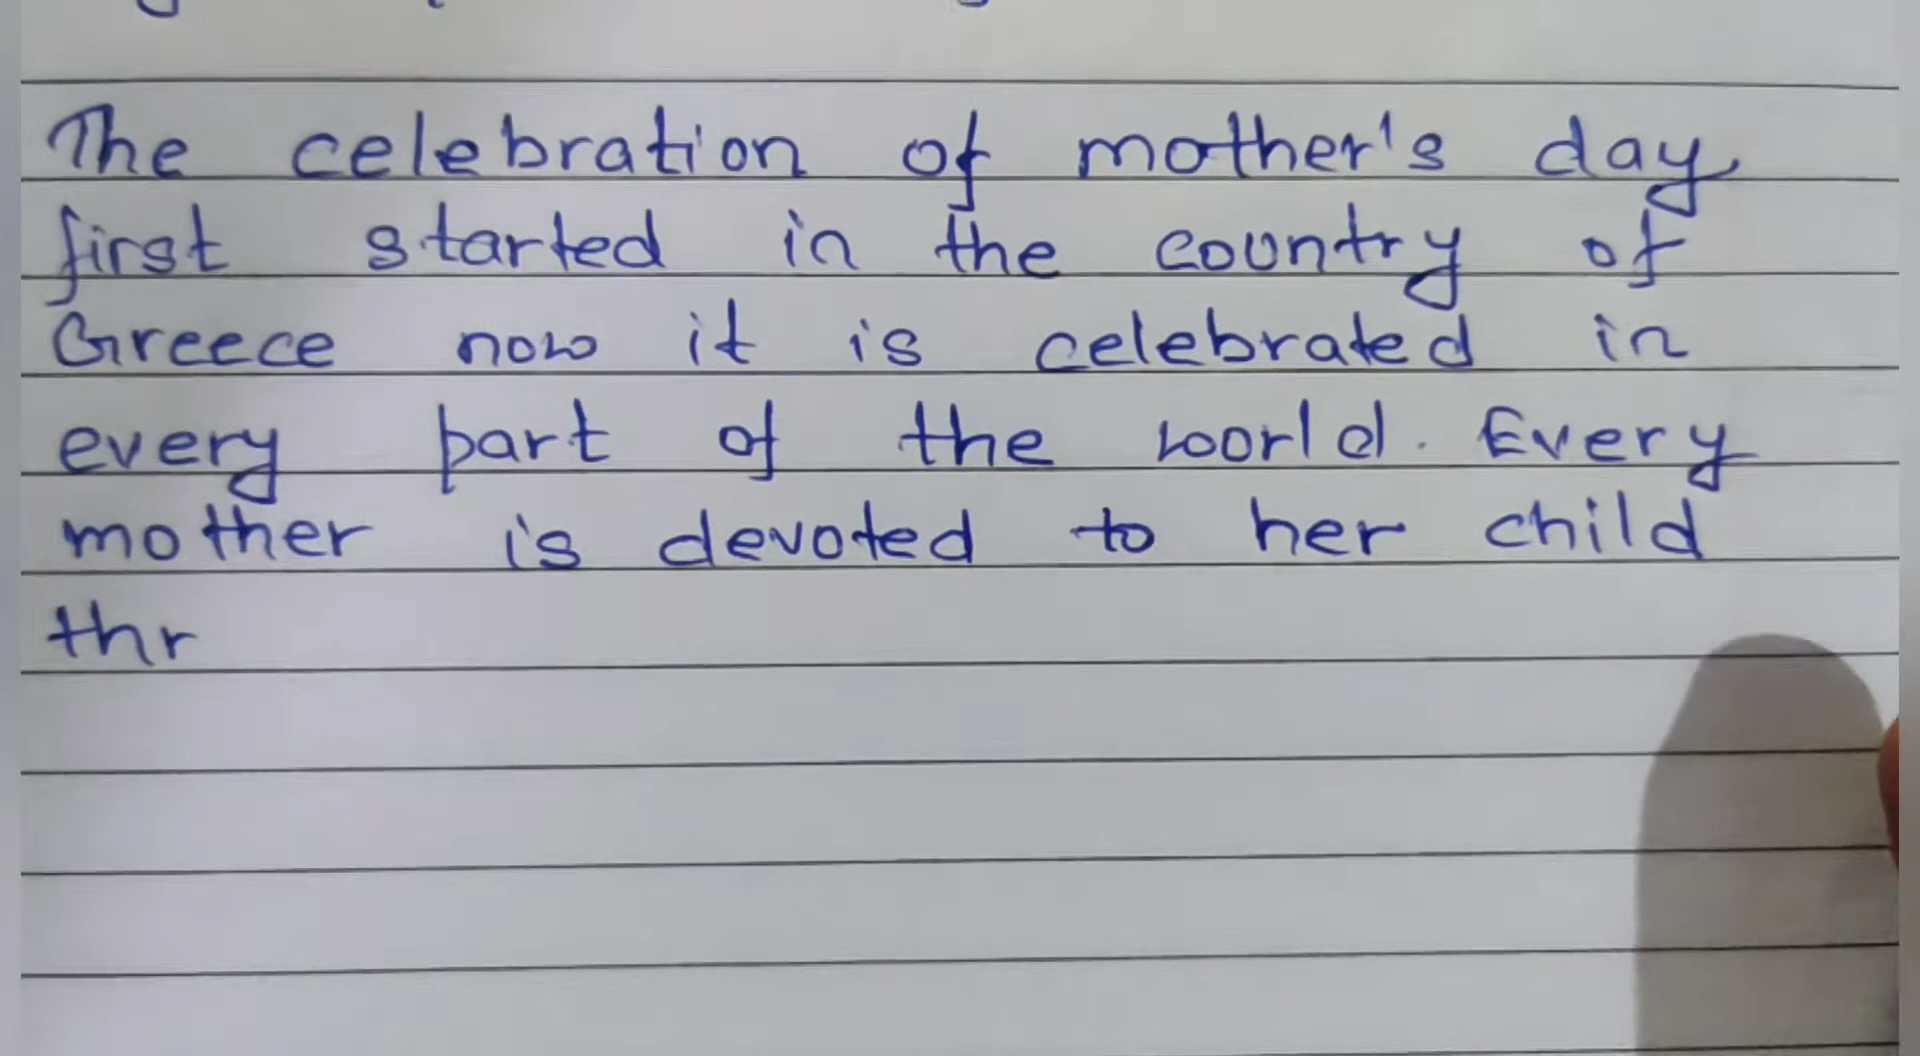 The celebration of mother's day
first started in the country of
Greece now it is celebrated in
every part of the world. Every
mother is devoted to her child
thr